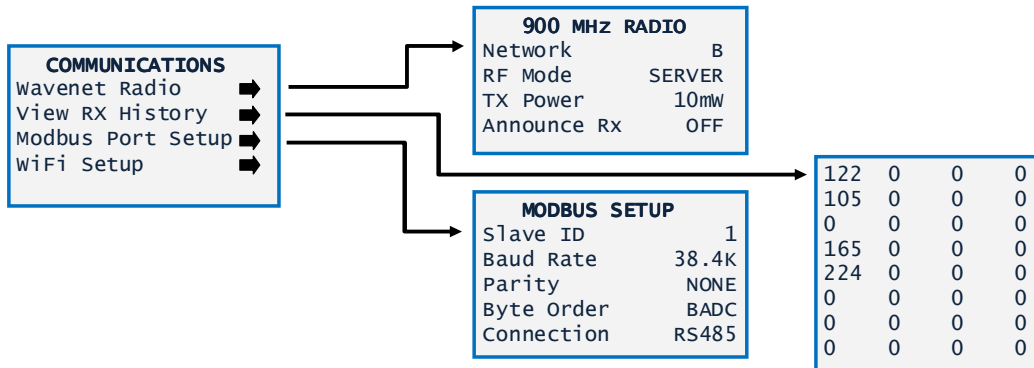 COMMUNICATIONS
Wavenet Radio
View RX History
Modbus Port Setup
WiFi Setup
900 MHz RADIO
Network B
RF Mode SERVER
TX Power 10mW
Announce Rx OFF
MODBUS SETUP
Slave ID 1
Baud Rate 38.4K
Parity NONE
Byte Order BADC
Connection RS485
122 0 0 0
105 0 0 0
0 0 0 0
165 0 0 0
224 0 0 0
0 0 0 0
0 0 0 0
0 0 0 0